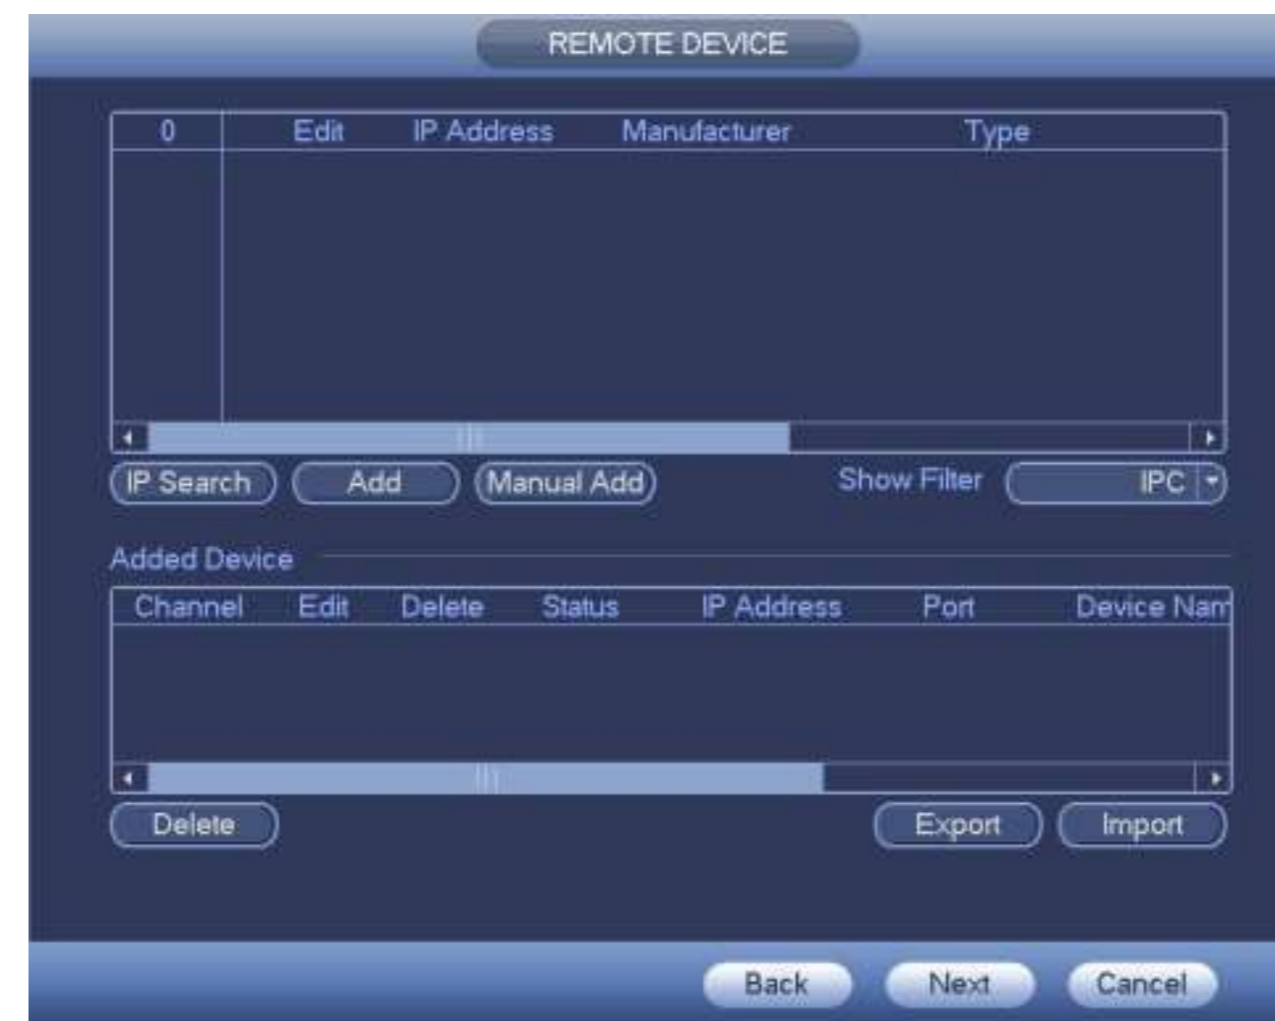 REMOTE DEVICE
0 Edit IP Address Manufacturer Type
IP Search Add Manual Add Show Filter IPC
Added Device
Channel Edit Delete Status IP Address Port Device Nam
Delete Export Import
Back Next Cancel